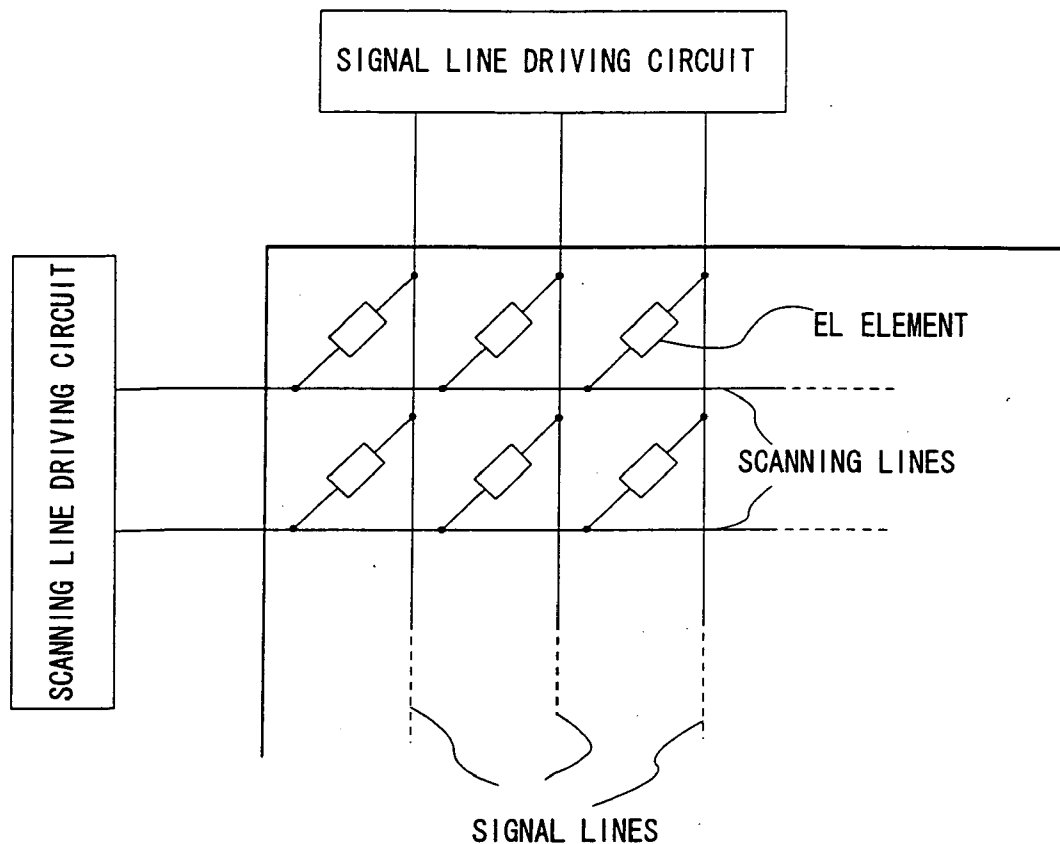 SIGNAL LINE DRIVING CIRCUIT
SCANNING LINE DRIVING CIRCUIT
EL ELEMENT
SCANNING LINES
SIGNAL LINES